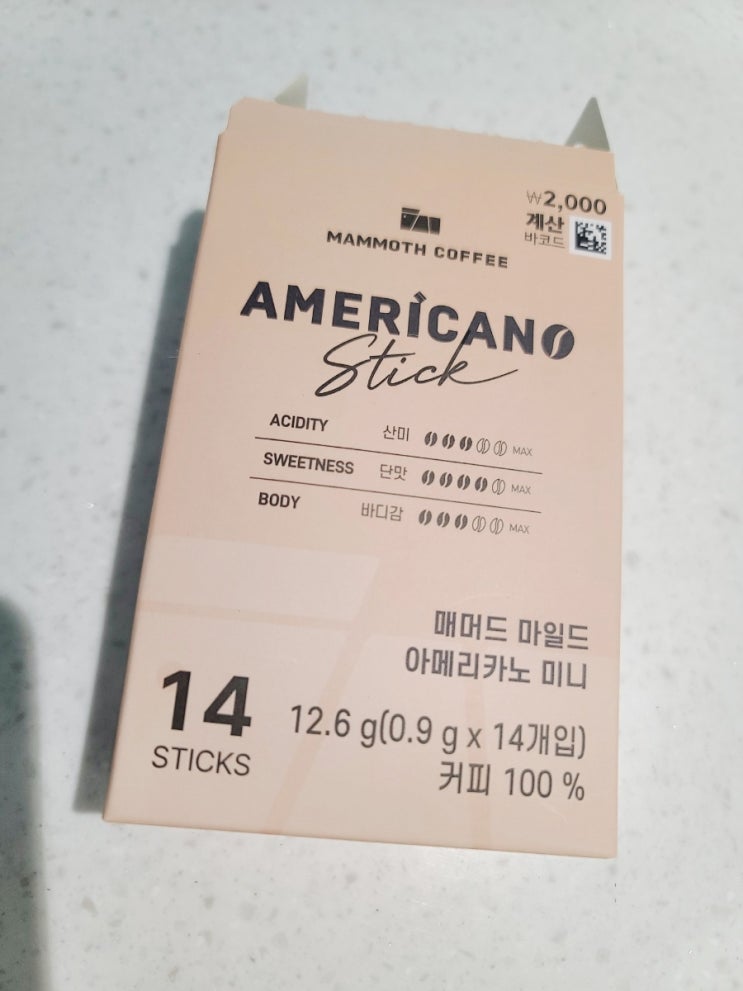 ₩2,000
계산
바코드
MAMMOTH COFFEE
AMERICANO
Stick
ACIDITY 산미 MAX
SWEETNESS 단맛 MAX
BODY 바디감 MAX
매머드 마일드
아메리카노 미니
14 12.6 g(0.9 g x 14개입)
STICKS 커피 100 %